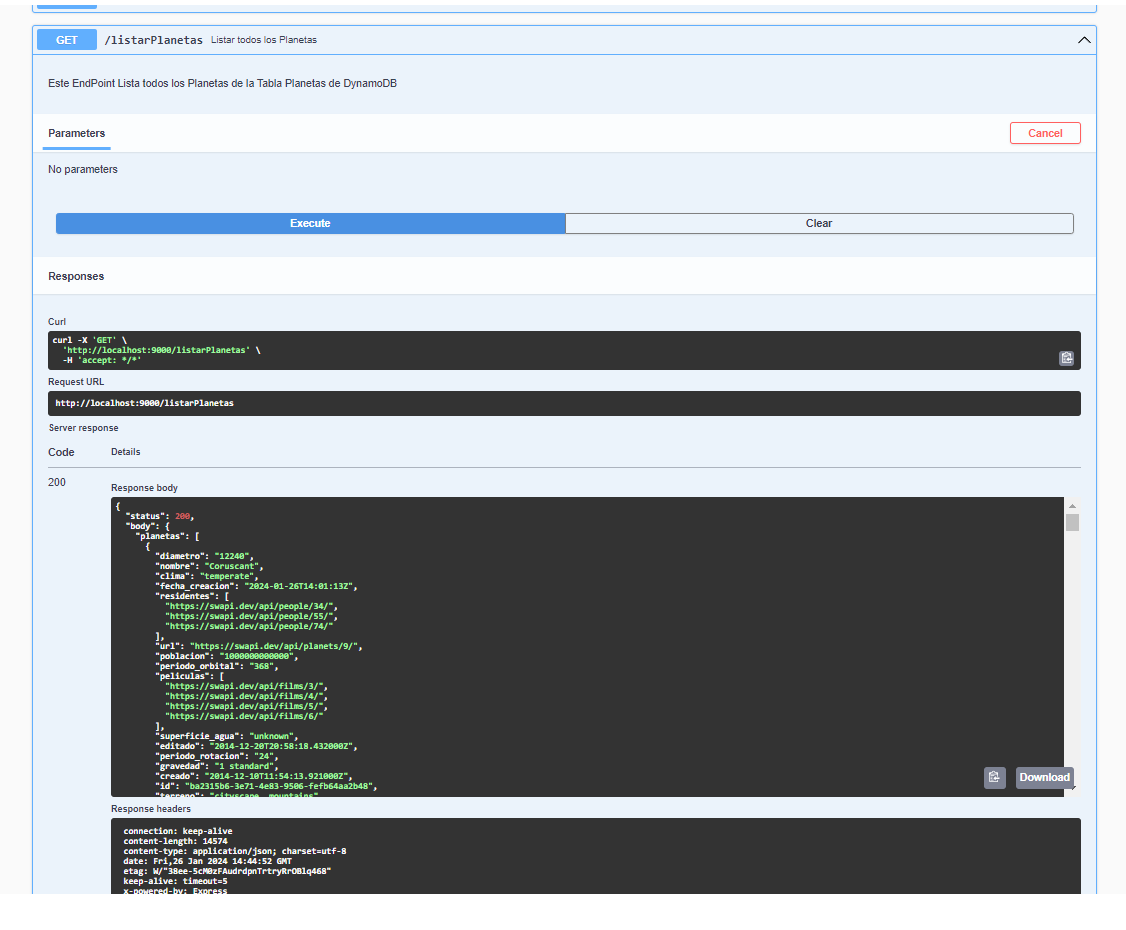 GET /listarPlanetas Listar todos los Planetas
Este EndPoint Lista todos los Planetas de la Tabla Planetas de DynamoDB
Parameters
Cancel
No parameters
Execute
Clear
Responses
Curl
curl -X 'GET' \
'http://localhost:9000/listarPlanetas' \
-H 'accept: */*'
Request URL
http://localhost:9000/listarPlanetas
Server response
Code Details
200
Response body
{
"status": 200,
"body": {
"planetas": [
{
"diametro": "12240",
"nombre": "Coruscant",
"clima": "temperate",
"fecha_creacion": "2024-01-26T14:01:13Z",
"residentes": [
"https://swapi.dev/api/people/34/",
"https://swapi.dev/api/people/55/",
"https://swapi.dev/api/people/74/"
],
"url": "https://swapi.dev/api/planets/9/",
"poblacion": "1000000000000",
"periodo_orbital": "368",
"peliculas": [
"https://swapi.dev/api/films/3/",
"https://swapi.dev/api/films/4/",
"https://swapi.dev/api/films/5/",
"https://swapi.dev/api/films/6/"
],
"superficie_agua": "unknown",
"editado": "2014-12-20T20:58:18.432000Z",
"periodo_rotacion": "24",
"gravedad": "1 standard",
"creado": "2014-12-10T11:54:13.921000Z",
"id": "ba2315b6-3e71-4e83-9506-fefb64aa2b48",
"terreno": "cityscape, mountains"
Download
Response headers
connection: keep-alive
content-length: 14574
content-type: application/json; charset=utf-8
date: Fri,26 Jan 2024 14:44:52 GMT
etag: W/"38ee-5cM0zFAudrdpnTrtryRrOBlq468"
keep-alive: timeout=5
x-powered-by: Express